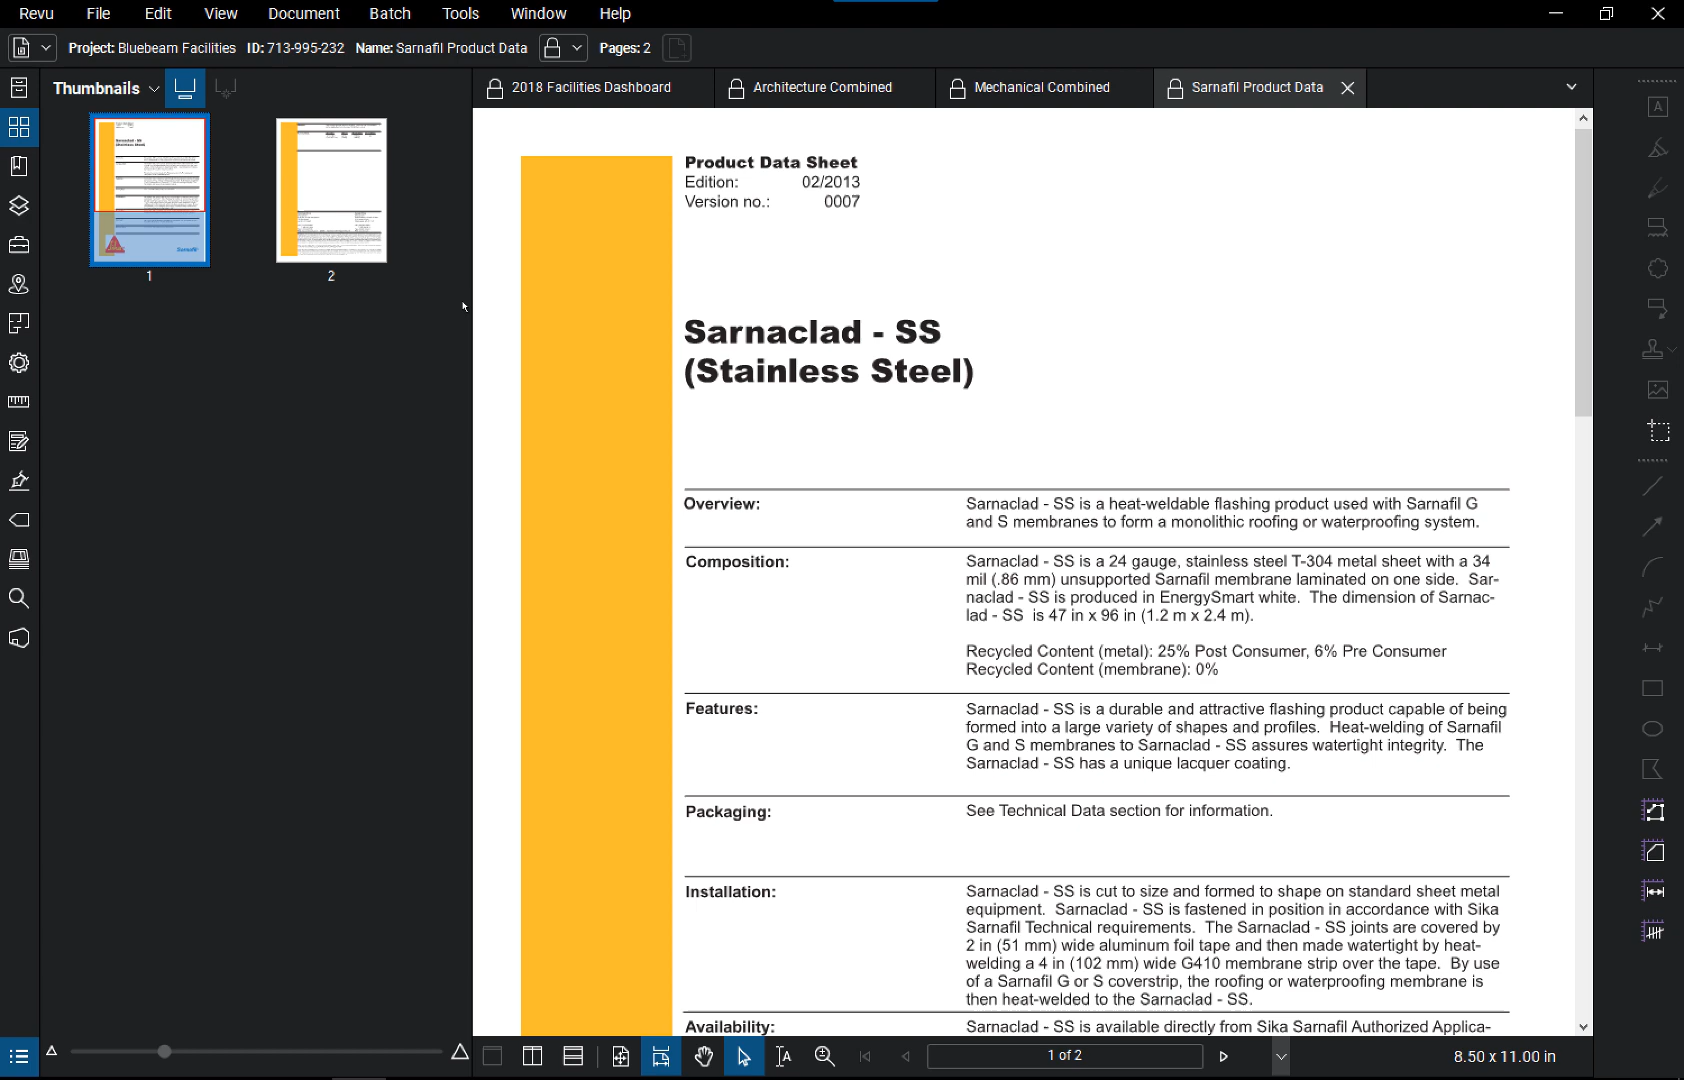 Revu File Edit View Document Batch Tools Window Help
Project: Bluebeam Facilities ID: 713-995-232 Name: Sarnafil Product Data Pages: 2
Thumbnails
1
2
2018 Facilities Dashboard Architecture Combined Mechanical Combined Sarnafil Product Data
Product Data Sheet
Edition: 02/2013
Version no.: 0007
Sarnaclad - SS
(Stainless Steel)
Overview:
Sarnaclad - SS is a heat-weldable flashing product used with Sarnafil G
and S membranes to form a monolithic roofing or waterproofing system.
Composition:
Sarnaclad - SS is a 24 gauge, stainless steel T-304 metal sheet with a 34
mil (.86 mm) unsupported Sarnafil membrane laminated on one side. Sar-
naclad - SS is produced in EnergySmart white. The dimension of Sarnac-
lad - SS is 47 in x 96 in (1.2 m x 2.4 m).
Recycled Content (metal): 25% Post Consumer, 6% Pre Consumer
Recycled Content (membrane): 0%
Features:
Sarnaclad - SS is a durable and attractive flashing product capable of being
formed into a large variety of shapes and profiles. Heat-welding of Sarnafil
G and S membranes to Sarnaclad - SS assures watertight integrity. The
Sarnaclad - SS has a unique lacquer coating.
Packaging:
See Technical Data section for information.
Installation:
Sarnaclad - SS is cut to size and formed to shape on standard sheet metal
equipment. Sarnaclad - SS is fastened in position in accordance with Sika
Sarnafil Technical requirements. The Sarnaclad - SS joints are covered by
2 in (51 mm) wide aluminum foil tape and then made watertight by heat-
welding a 4 in (102 mm) wide G410 membrane strip over the tape. By use
of a Sarnafil G or S coverstrip, the roofing or waterproofing membrane is
then heat-welded to the Sarnaclad - SS.
Availability:
Sarnaclad - SS is available directly from Sika Sarnafil Authorized Applica-
1 of 2
8.50 x 11.00 in